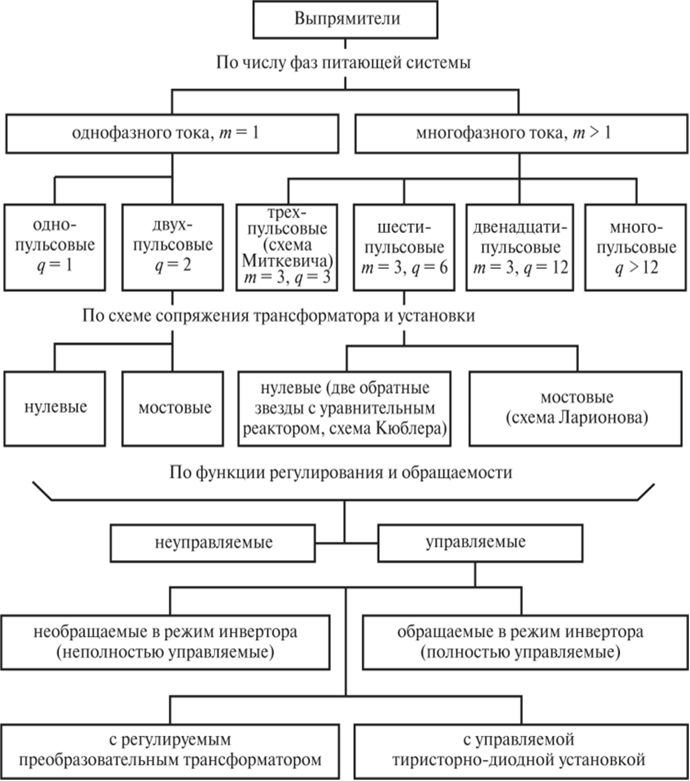 Выпрямители
По числу фаз питающей системы
однофазного тока, m = 1
многофазного тока, m > 1
одно-
пульсовые
q = 1
двух-
пульсовые
q = 2
трех-
пульсовые
(схема
Миткевича)
m = 3, q = 3
шести-
пульсовые
m = 3, q = 6
двенадцати-
пульсовые
m = 3, q = 12
много-
пульсовые
q > 12
По схеме сопряжения трансформатора и установки
нулевые
мостовые
нулевые (две обратные
звезды с уравнительным
реактором, схема Кюблера)
мостовые
(схема Ларионова)
По функции регулирования и обращаемости
неуправляемые
управляемые
необращаемые в режим инвертора
(неполностью управляемые)
обращаемые в режим инвертора
(полностью управляемые)
с регулируемым
преобразовательным трансформатором
с управляемой
тиристорно-диодной установкой